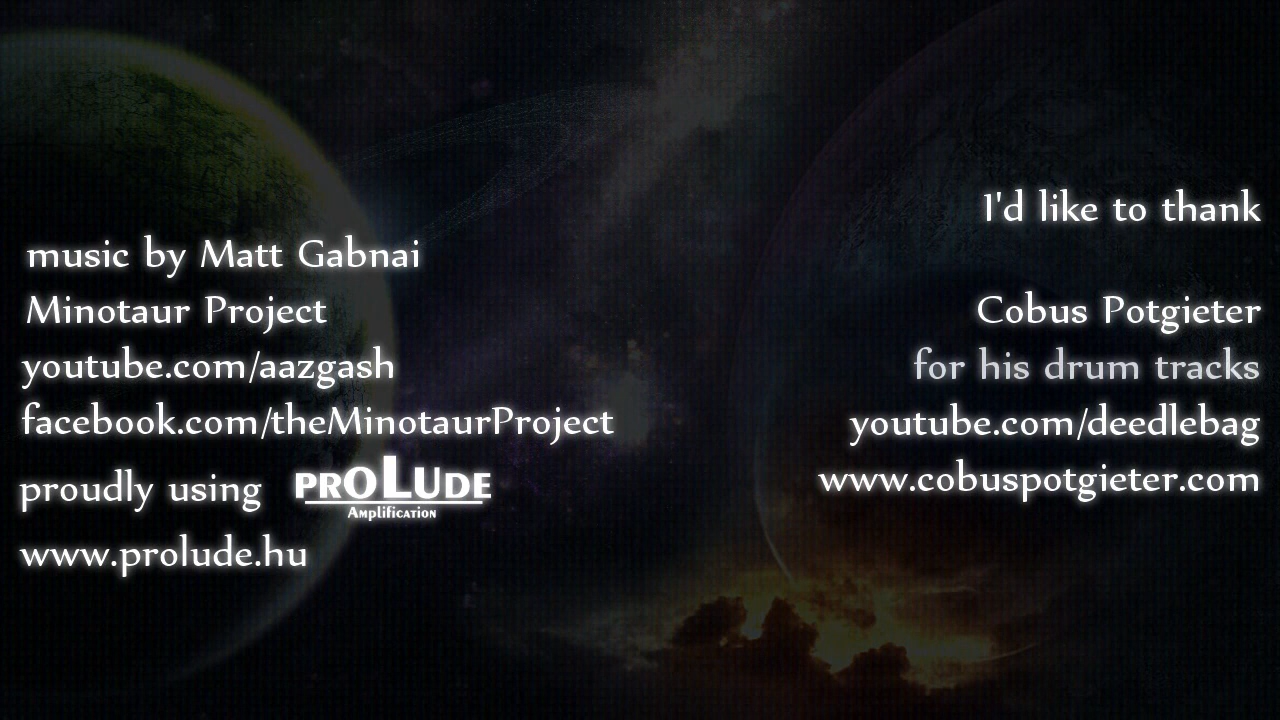 music by Matt Gabnai
Minotaur Project
youtube.com/aazgash
facebook.com/theMinotaurProject
proudly using PROLUDE
Amplification
www.prolude.hu
I'd like to thank
Cobus Potgieter
for his drum tracks
youtube.com/deedlebag
www.cobuspotgieter.com